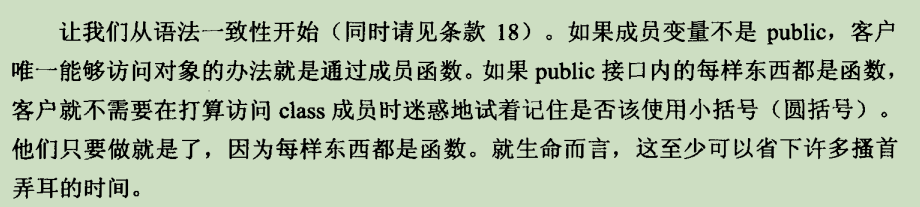 让我们从语法一致性开始（同时请见条款 18）。如果成员变量不是 public，客户
唯一能够访问对象的办法就是通过成员函数。如果 public 接口内的每样东西都是函数，
客户就不需要在打算访问 class 成员时迷惑地试着记住是否该使用小括号（圆括号）。
他们只要做就是了，因为每样东西都是函数。就生命而言，这至少可以省下许多搔首
弄耳的时间。